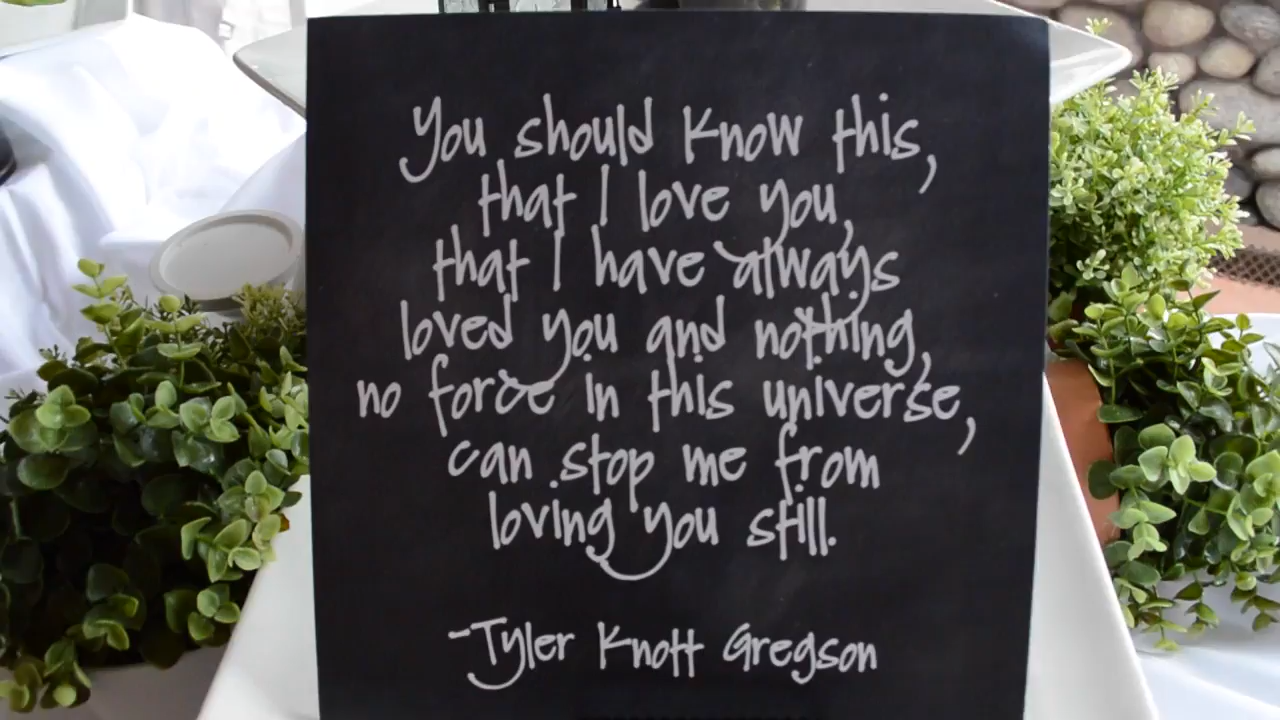 You should know this,
that I love you,
that I have always
loved you and nothing,
no force in this universe,
can stop me from
loving you still.
-Tyler Knott Gregson